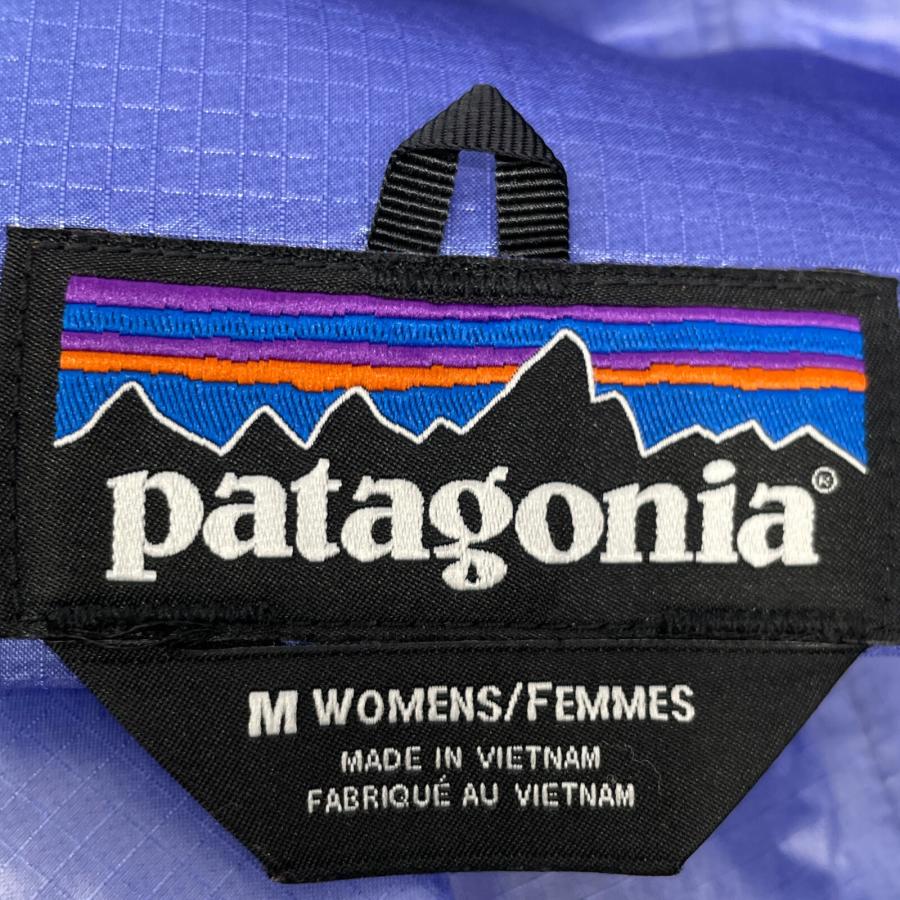 patagonia®
M WOMENS/FEMMES
MADE IN VIETNAM
FABRIQUÉ AU VIETNAM